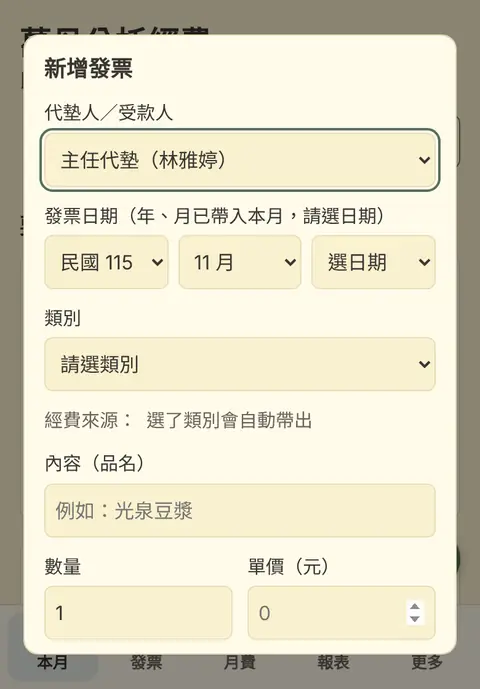 新增發票
代墊人／受款人
主任代墊（林雅婷）
發票日期（年、月已帶入本月，請選日期）
民國 115 11 月 選日期
類別
請選類別
經費來源： 選了類別會自動帶出
內容（品名）
例如：光泉豆漿
數量 單價（元）
1 0
本月 發票 月費 報表 更多